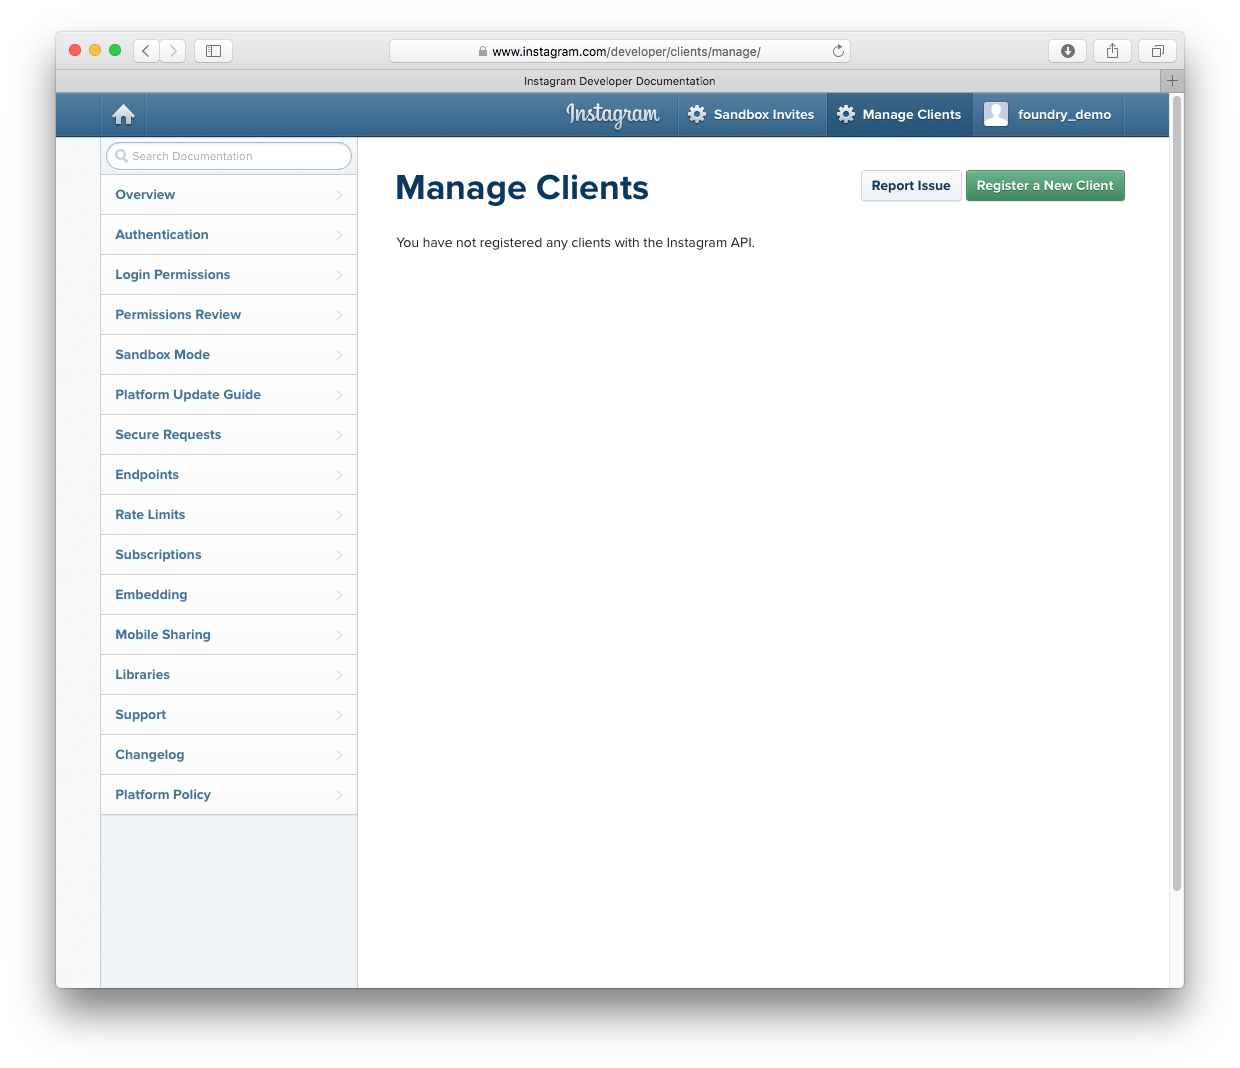 www.instagram.com/developer/clients/manage/
Instagram Developer Documentation
Instagram
Sandbox Invites
Manage Clients
foundry_demo
Search Documentation
Overview
Authentication
Login Permissions
Permissions Review
Sandbox Mode
Platform Update Guide
Secure Requests
Endpoints
Rate Limits
Subscriptions
Embedding
Mobile Sharing
Libraries
Support
Changelog
Platform Policy
Manage Clients
Report Issue
Register a New Client
You have not registered any clients with the Instagram API.